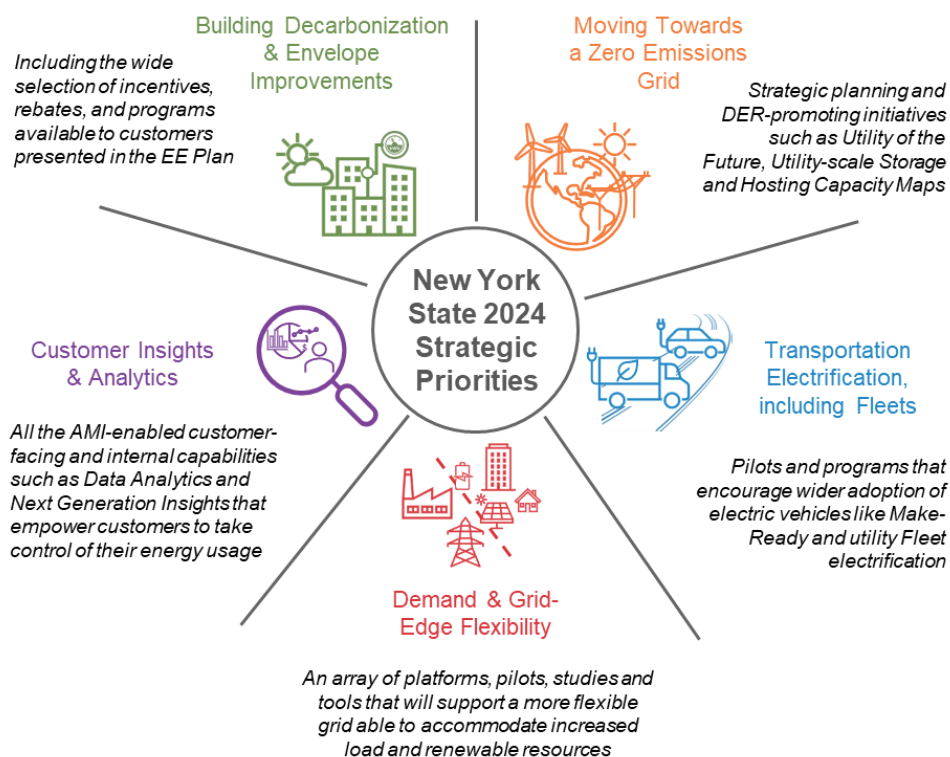 Building Decarbonization
& Envelope
Improvements
Including the wide
selection of incentives,
rebates, and programs
available to customers
presented in the EE Plan
Moving Towards
a Zero Emissions
Grid
Strategic planning and
DER-promoting initiatives
such as Utility of the
Future, Utility-scale Storage
and Hosting Capacity Maps
New York
State 2024
Strategic
Priorities
Customer Insights
& Analytics
All the AMI-enabled customer-
facing and internal capabilities
such as Data Analytics and
Next Generation Insights that
empower customers to take
control of their energy usage
Transportation
Electrification,
including Fleets
Pilots and programs that
encourage wider adoption of
electric vehicles like Make-
Ready and utility Fleet
electrification
Demand & Grid-
Edge Flexibility
An array of platforms, pilots, studies and
tools that will support a more flexible
grid able to accommodate increased
load and renewable resources